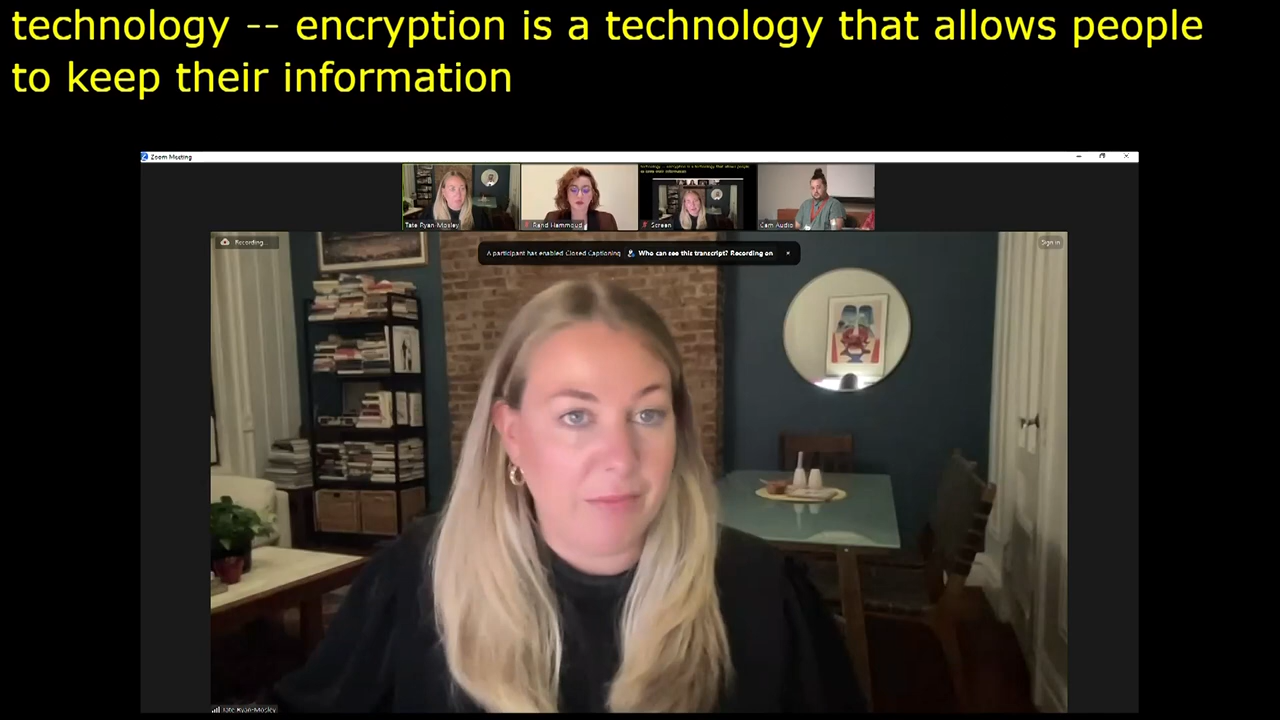 technology -- encryption is a technology that allows people
to keep their information
Zoom Meeting
Tate Ryan-Mosley
Rand Hammoud
Screen
Cam Audio
Recording...
A participant has enabled Closed Captioning
Who can see this transcript? Recording on
Sign in
Tate Ryan-Mosley